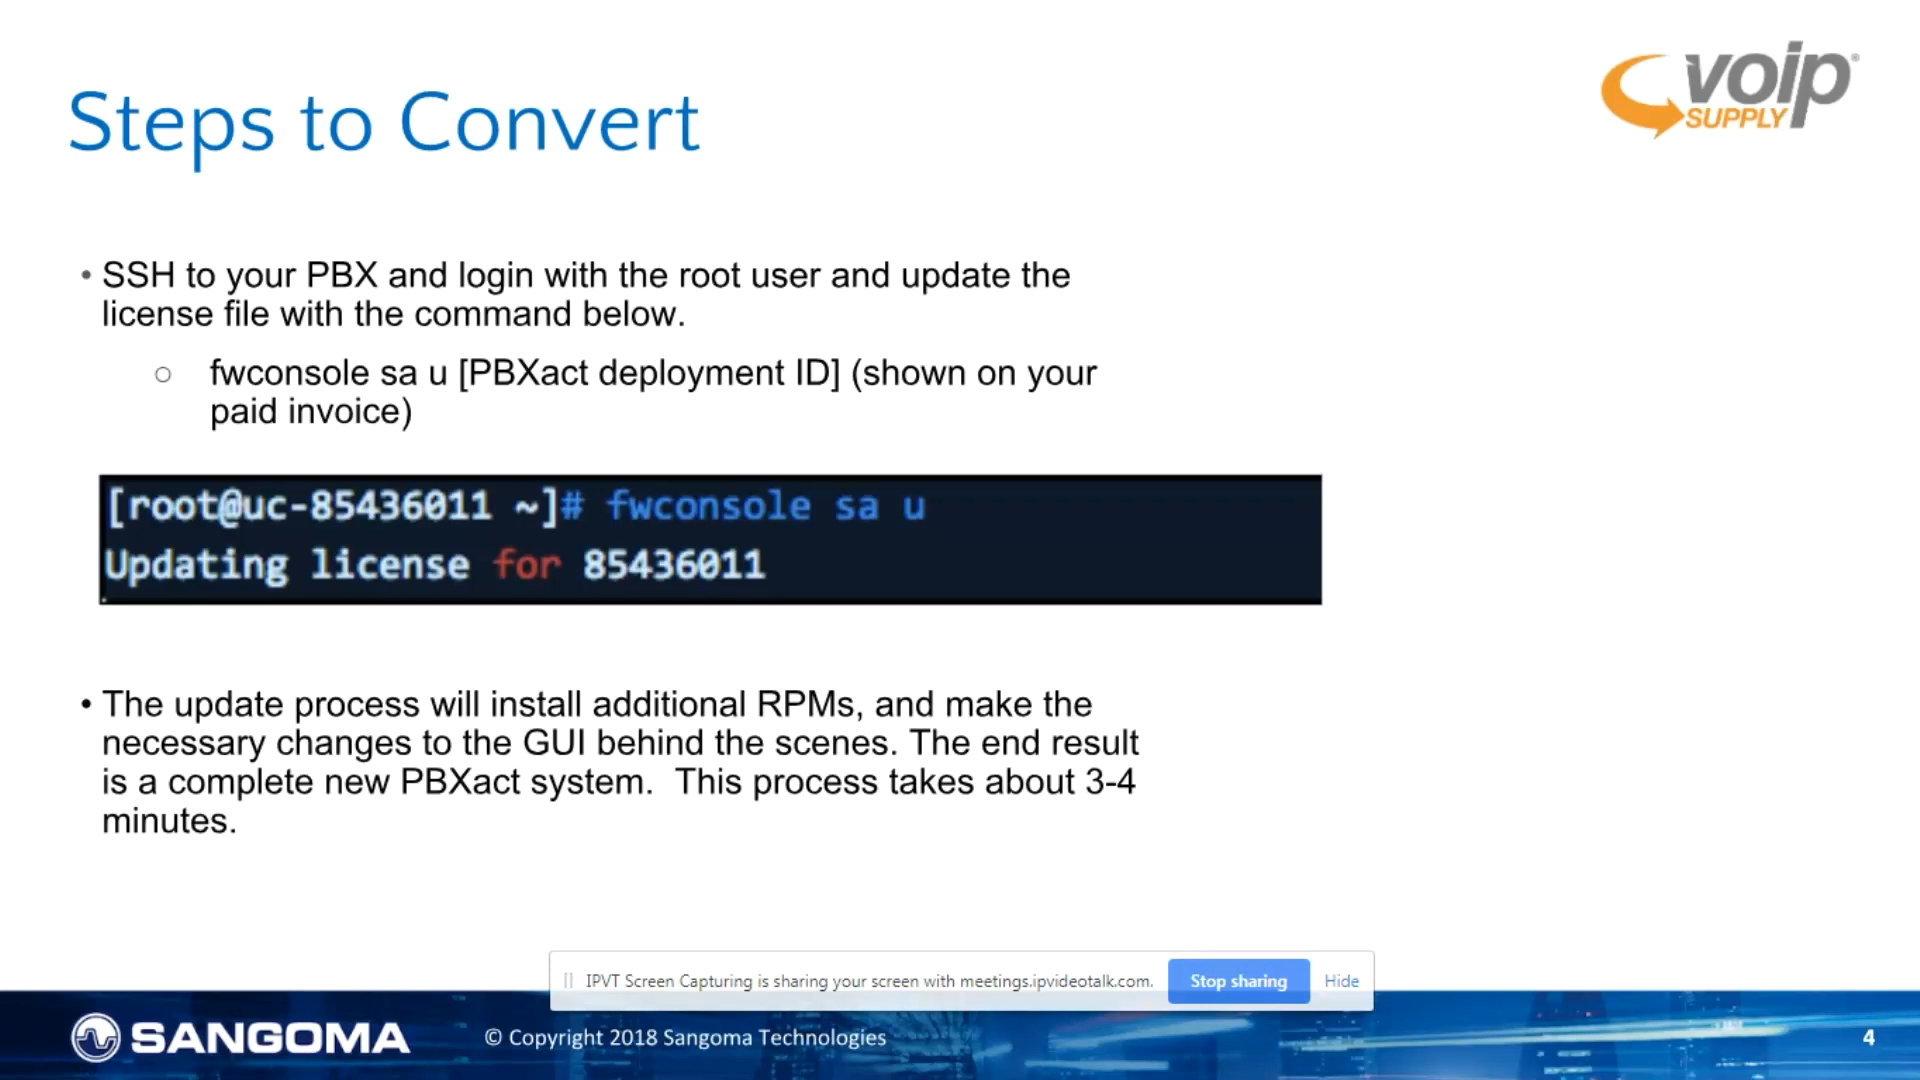 voip
SUPPLY
Steps to Convert
• SSH to your PBX and login with the root user and update the
license file with the command below.
○ fwconsole sa u [PBXact deployment ID] (shown on your
paid invoice)
[root@uc-85436011 ~]# fwconsole sa u
Updating license for 85436011
• The update process will install additional RPMs, and make the
necessary changes to the GUI behind the scenes. The end result
is a complete new PBXact system.  This process takes about 3-4
minutes.
IPVT Screen Capturing is sharing your screen with meetings.ipvideotalk.com. Stop sharing Hide
SANGOMA © Copyright 2018 Sangoma Technologies 4